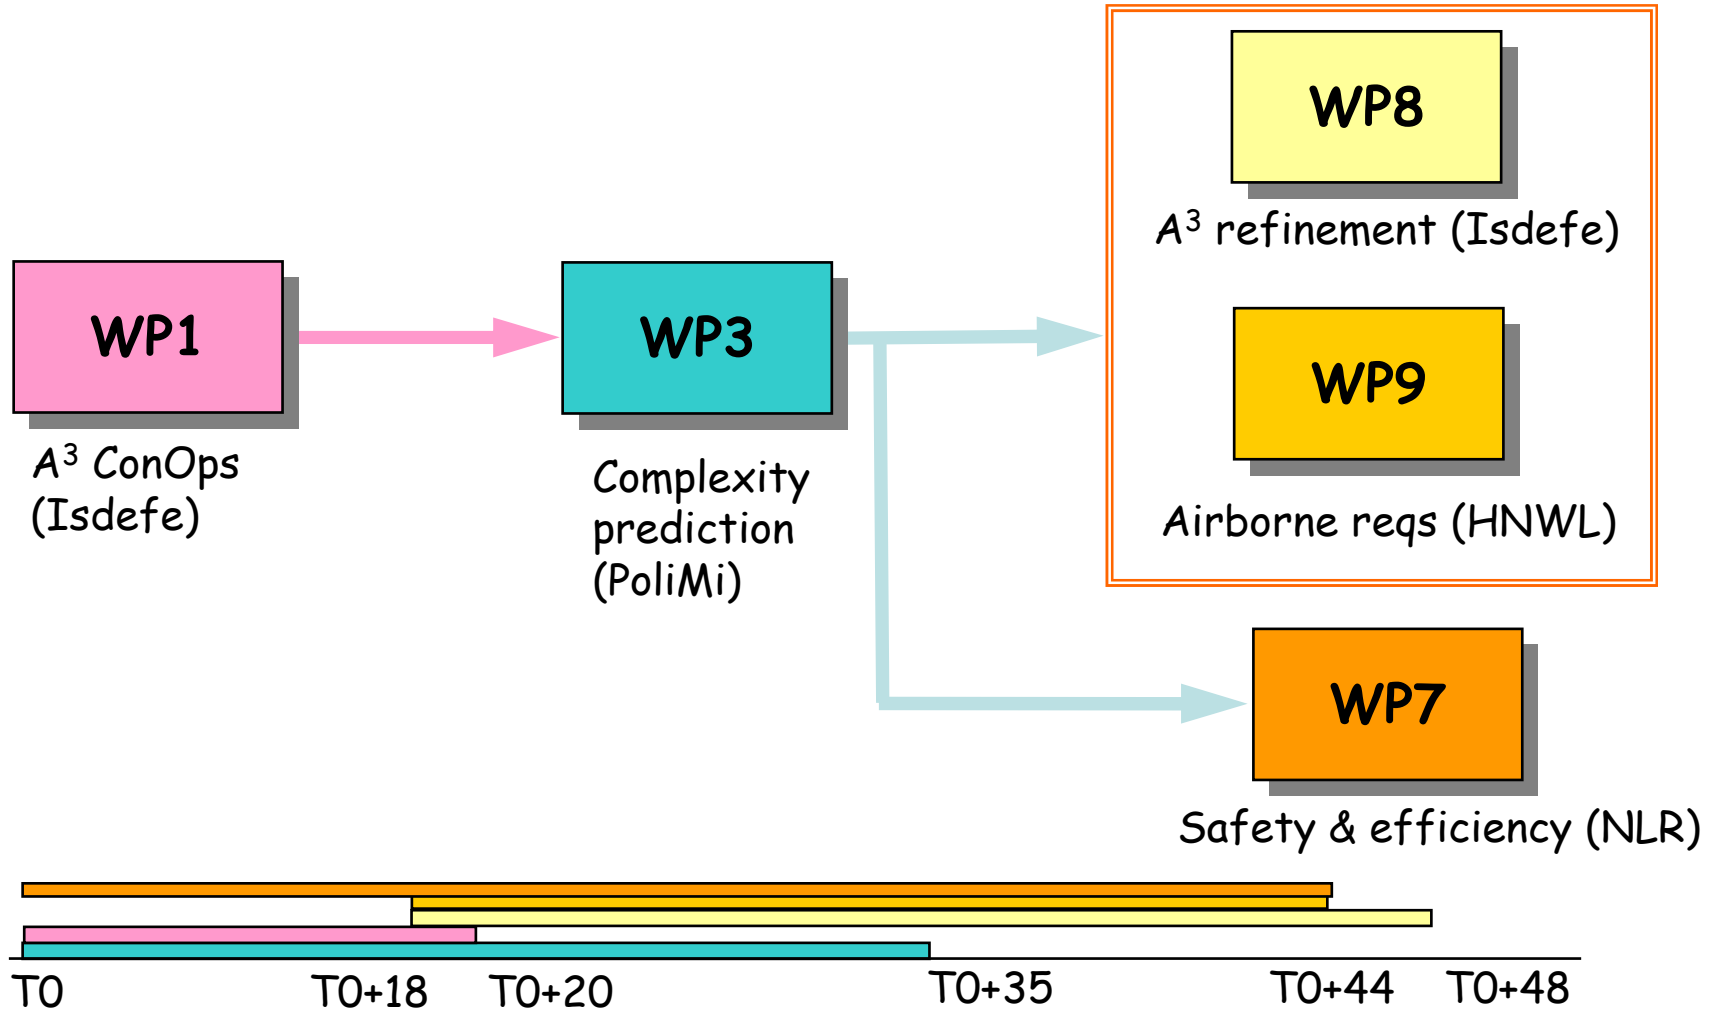 WP8
A³ refinement (Isdefe)
WP1
A³ ConOps
(Isdefe)
WP3
Complexity
prediction
(PoliMi)
WP9
Airborne reqs (HNWL)
WP7
Safety & efficiency (NLR)
T0
T0+18
T0+20
T0+35
T0+44
T0+48